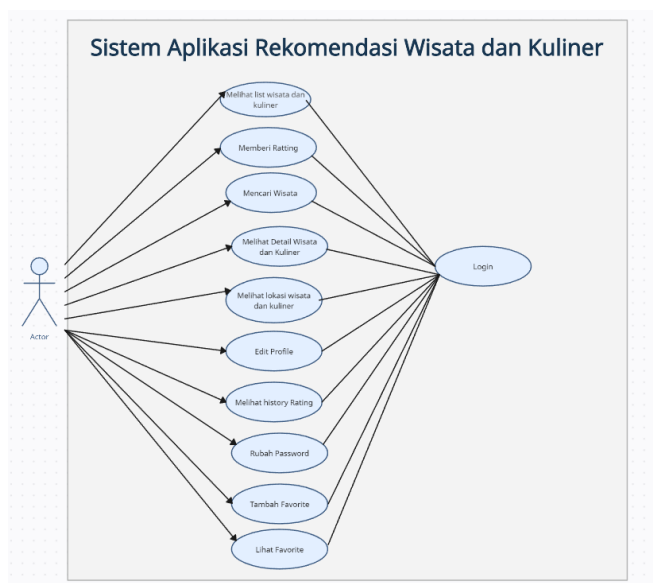 Sistem Aplikasi Rekomendasi Wisata dan Kuliner
Melihat list wisata dan
kuliner
Memberi Ratting
Mencari Wisata
Melihat Detail Wisata
dan Kuliner
Login
Melihat lokasi wisata
dan kuliner
Actor
Edit Profile
Melihat history Rating
Rubah Password
Tambah Favorite
Lihat Favorite